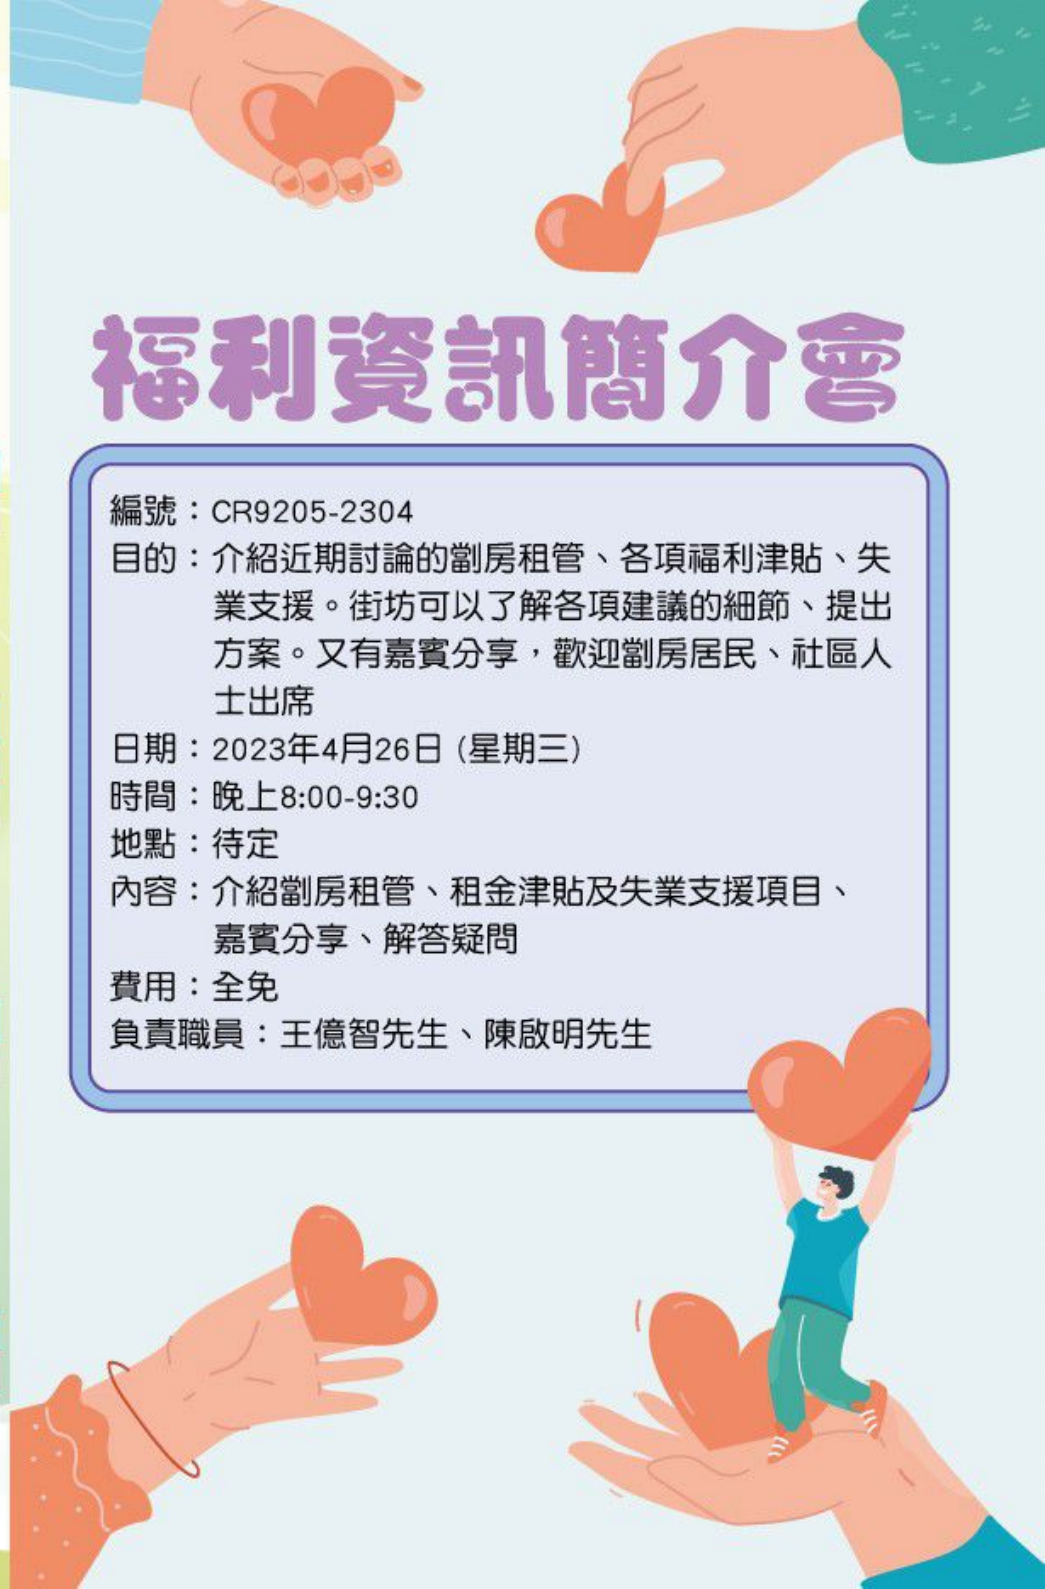 福利資訊簡介會
編號：CR9205-2304
目的：介紹近期討論的劏房租管、各項福利津貼、失
業支援。街坊可以了解各項建議的細節、提出
方案。又有嘉賓分享，歡迎劏房居民、社區人
士出席
日期：2023年4月26日 (星期三)
時間：晚上8:00-9:30
地點：待定
內容：介紹劏房租管、租金津貼及失業支援項目、
嘉賓分享、解答疑問
費用：全免
負責職員：王億智先生、陳啟明先生